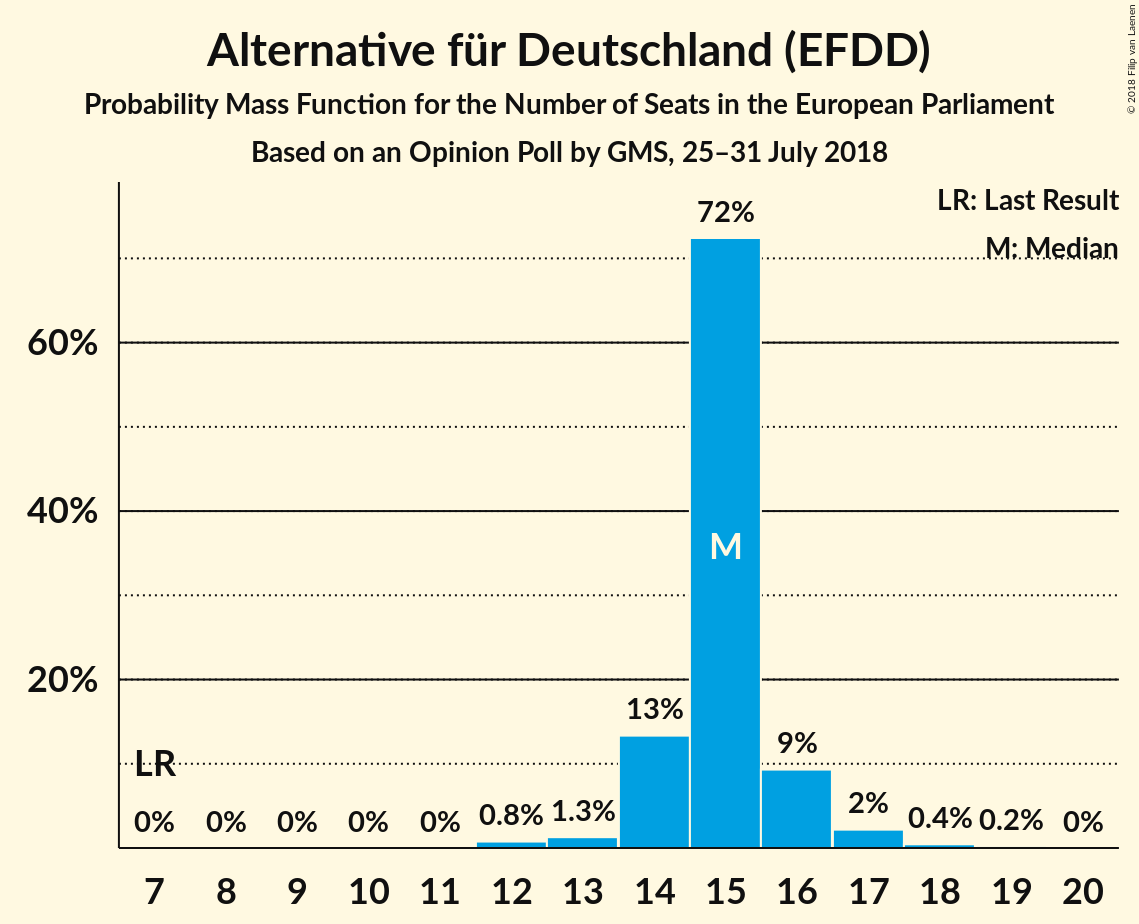 Alternative für Deutschland (EFDD)
Probability Mass Function for the Number of Seats in the European Parliament
Based on an Opinion Poll by GMS, 25–31 July 2018
© 2018 Filip van Laenen
LR: Last Result
M: Median
72%
60%
40%
M
20%
13%
9%
LR
2%
0% 0% 0% 0% 0% 0.8% 1.3% 0.4% 0.2% 0%
7 8 9 10 11 12 13 14 15 16 17 18 19 20